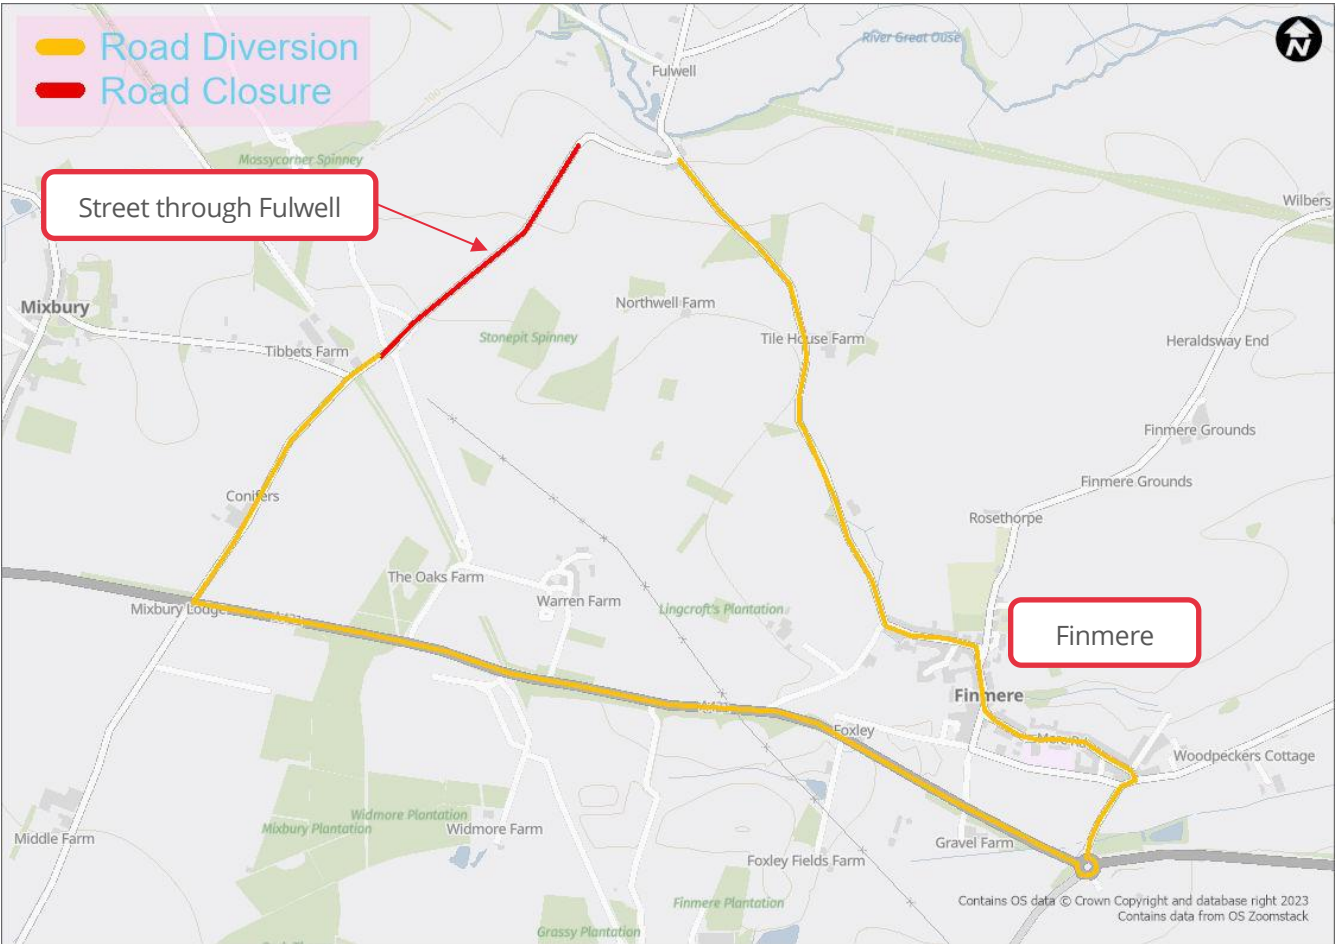 Road Diversion
Road Closure
N
River Great Ouse
Fulwell
100
Mossycorner Spinney
Street through Fulwell
Wilbers
Mixbury
Northwell Farm
Stonepit Spinney
Tile House Farm
Tibbets Farm
Heraldsway End
Finmere Grounds
Finmere Grounds
Conifers
Rosethorpe
The Oaks Farm
Warren Farm
Mixbury Lodge
Lingcroft's Plantation
Finmere
Finmere
Foxley
Mere Rd
Woodpeckers Cottage
Widmore Plantation
Mixbury Plantation
Widmore Farm
Middle Farm
Gravel Farm
Foxley Fields Farm
Finmere Plantation
Grassy Plantation
Contains OS data © Crown Copyright and database right 2023
Contains data from OS Zoomstack